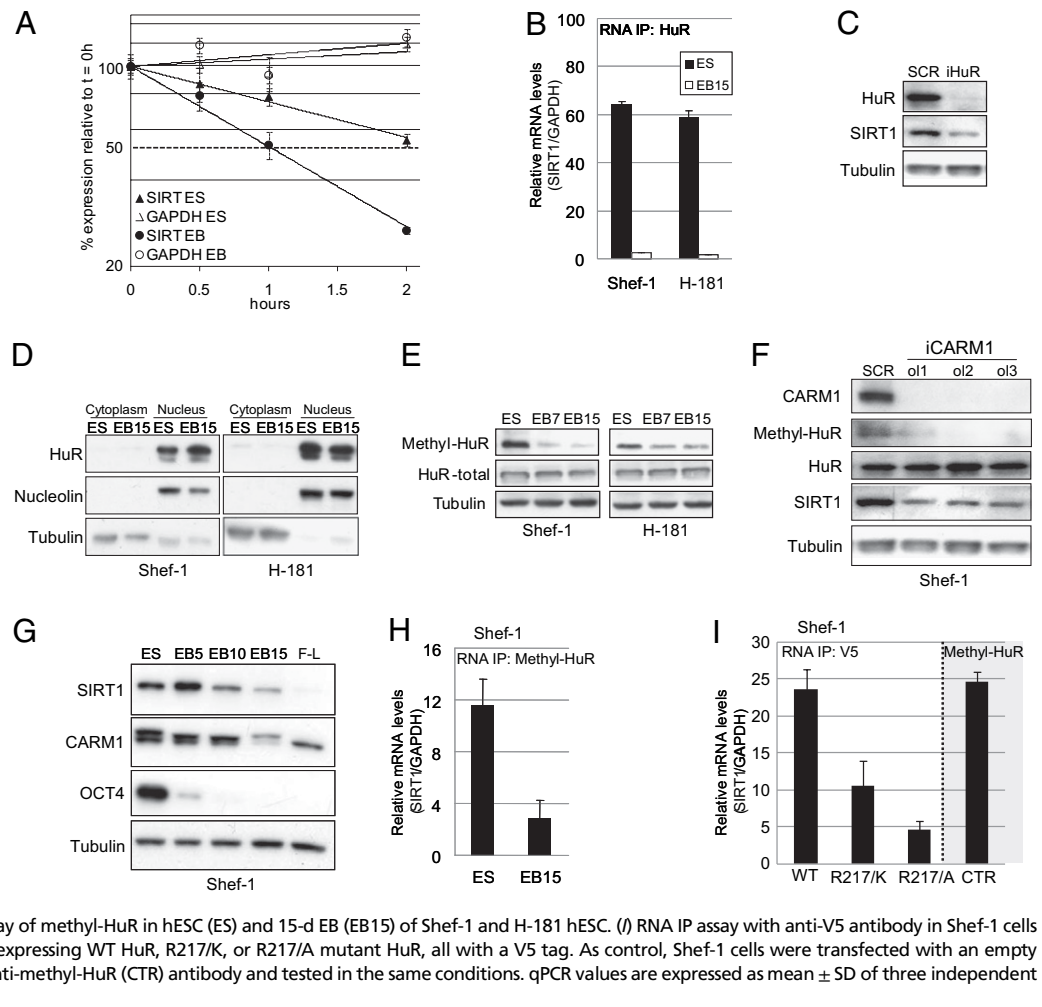 A
% expression relative to t = 0h
100
50
20
SIRT ES
GAPDH ES
SIRT EB
GAPDH EB
0 0.5 1 1.5 2
hours
B
RNA IP: HuR
Relative mRNA levels
(SIRT1/GAPDH)
100
80
60
40
20
0
ES
EB15
Shef-1 H-181
C
SCR iHuR
HuR
SIRT1
Tubulin
D
Cytoplasm Nucleus Cytoplasm Nucleus
ES EB15 ES EB15 ES EB15 ES EB15
HuR
Nucleolin
Tubulin
Shef-1 H-181
E
ES EB7 EB15 ES EB7 EB15
Methyl-HuR
HuR-total
Tubulin
Shef-1 H-181
F
iCARM1
SCR ol1 ol2 ol3
CARM1
Methyl-HuR
HuR
SIRT1
Tubulin
Shef-1
G
ES EB5 EB10 EB15 F-L
SIRT1
CARM1
OCT4
Tubulin
Shef-1
H
Shef-1
RNA IP: Methyl-HuR
Relative mRNA levels
(SIRT1/GAPDH)
16
12
8
4
0
ES EB15
I
Shef-1
RNA IP: V5 Methyl-HuR
Relative mRNA levels
(SIRT1/GAPDH)
30
25
20
15
10
5
0
WT R217/K R217/A CTR
ay of methyl-HuR in hESC (ES) and 15-d EB (EB15) of Shef-1 and H-181 hESC. (I) RNA IP assay with anti-V5 antibody in Shef-1 cells
expressing WT HuR, R217/K, or R217/A mutant HuR, all with a V5 tag. As control, Shef-1 cells were transfected with an empty
nti-methyl-HuR (CTR) antibody and tested in the same conditions. qPCR values are expressed as mean ± SD of three independent